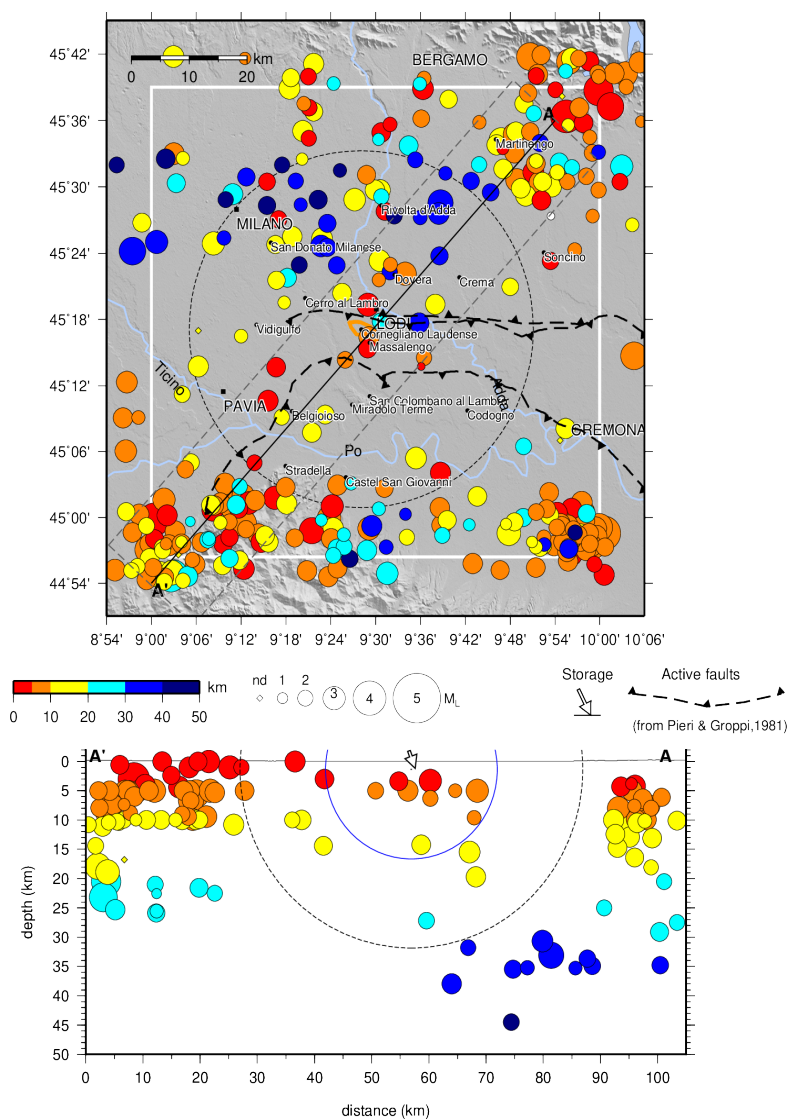 45°42'
45°36'
45°30'
45°24'
45°18'
45°12'
45°06'
45°00'
44°54'
8°54' 9°00' 9°06' 9°12' 9°18' 9°24' 9°30' 9°36' 9°42' 9°48' 9°54' 10°00' 10°06'
0 10 20 km
BERGAMO
A
Martinengo
Rivolta d'Adda
MILANO
San Donato Milanese
Soncino
Dovera
Crema
Cerro al Lambro
LODI
Vidigulfo
Cornegliano Laudense
Massalengo
Ticino
San Colombano al Lambro
Adda
PAVIA
Miradolo Terme
Belgioioso
Codogno
CREMONA
Po
Stradella
Castel San Giovanni
A'
km
0 10 20 30 40 50
nd 1 2 3 4 5 ML
Storage
Active faults
(from Pieri & Groppi,1981)
A' A
0
5
10
15
20
25
30
35
40
45
50
depth (km)
0 10 20 30 40 50 60 70 80 90 100
distance (km)